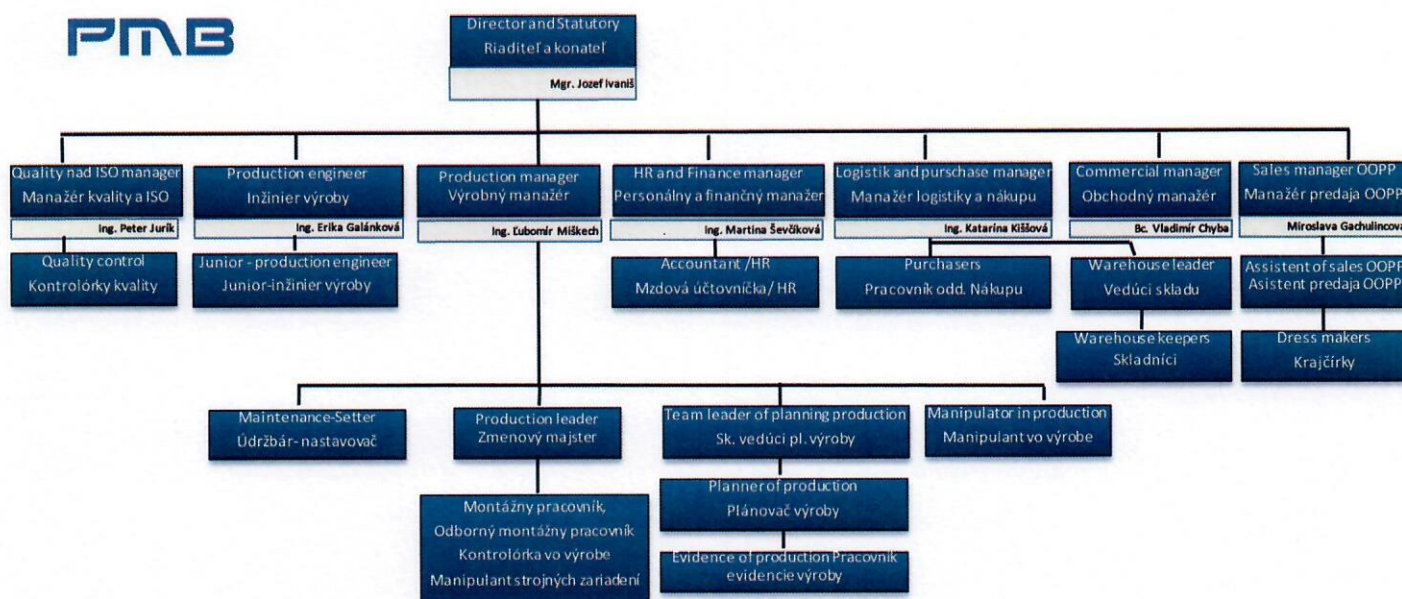 PMB
Director and Statutory
Riaditeľ a konateľ
Mgr. Jozef Ivaniš
Quality nad ISO manager
Manažér kvality a ISO
Ing. Peter Jurík
Quality control
Kontrolórky kvality
Production engineer
Inžinier výroby
Ing. Erika Galánková
Junior - production engineer
Junior-inžinier výroby
Production manager
Výrobný manažér
Ing. Ľubomír Miškech
HR and Finance manager
Personálny a finančný manažer
Ing. Martina Ševčíková
Accountant /HR
Mzdová účtovníčka/ HR
Logistik and purschase manager
Manažér logistiky a nákupu
Ing. Katarína Kiššová
Purchasers
Pracovník odd. Nákupu
Warehouse leader
Vedúci skladu
Warehouse keepers
Skladníci
Commercial manager
Obchodný manažér
Bc. Vladimír Chyba
Sales manager OOPP
Manažér predaja OOPP
Miroslava Gachulincová
Assistent of sales OOPP
Asistent predaja OOPP
Dress makers
Krajčírky
Maintenance-Setter
Údržbár- nastavovač
Production leader
Zmenový majster
Montážny pracovník,
Odborný montážny pracovník
Kontrolórka vo výrobe
Manipulant strojných zariadení
Team leader of planning production
Sk. vedúci pl. výroby
Planner of production
Plánovač výroby
Evidence of production Pracovník
evidencie výroby
Manipulator in production
Manipulant vo výrobe